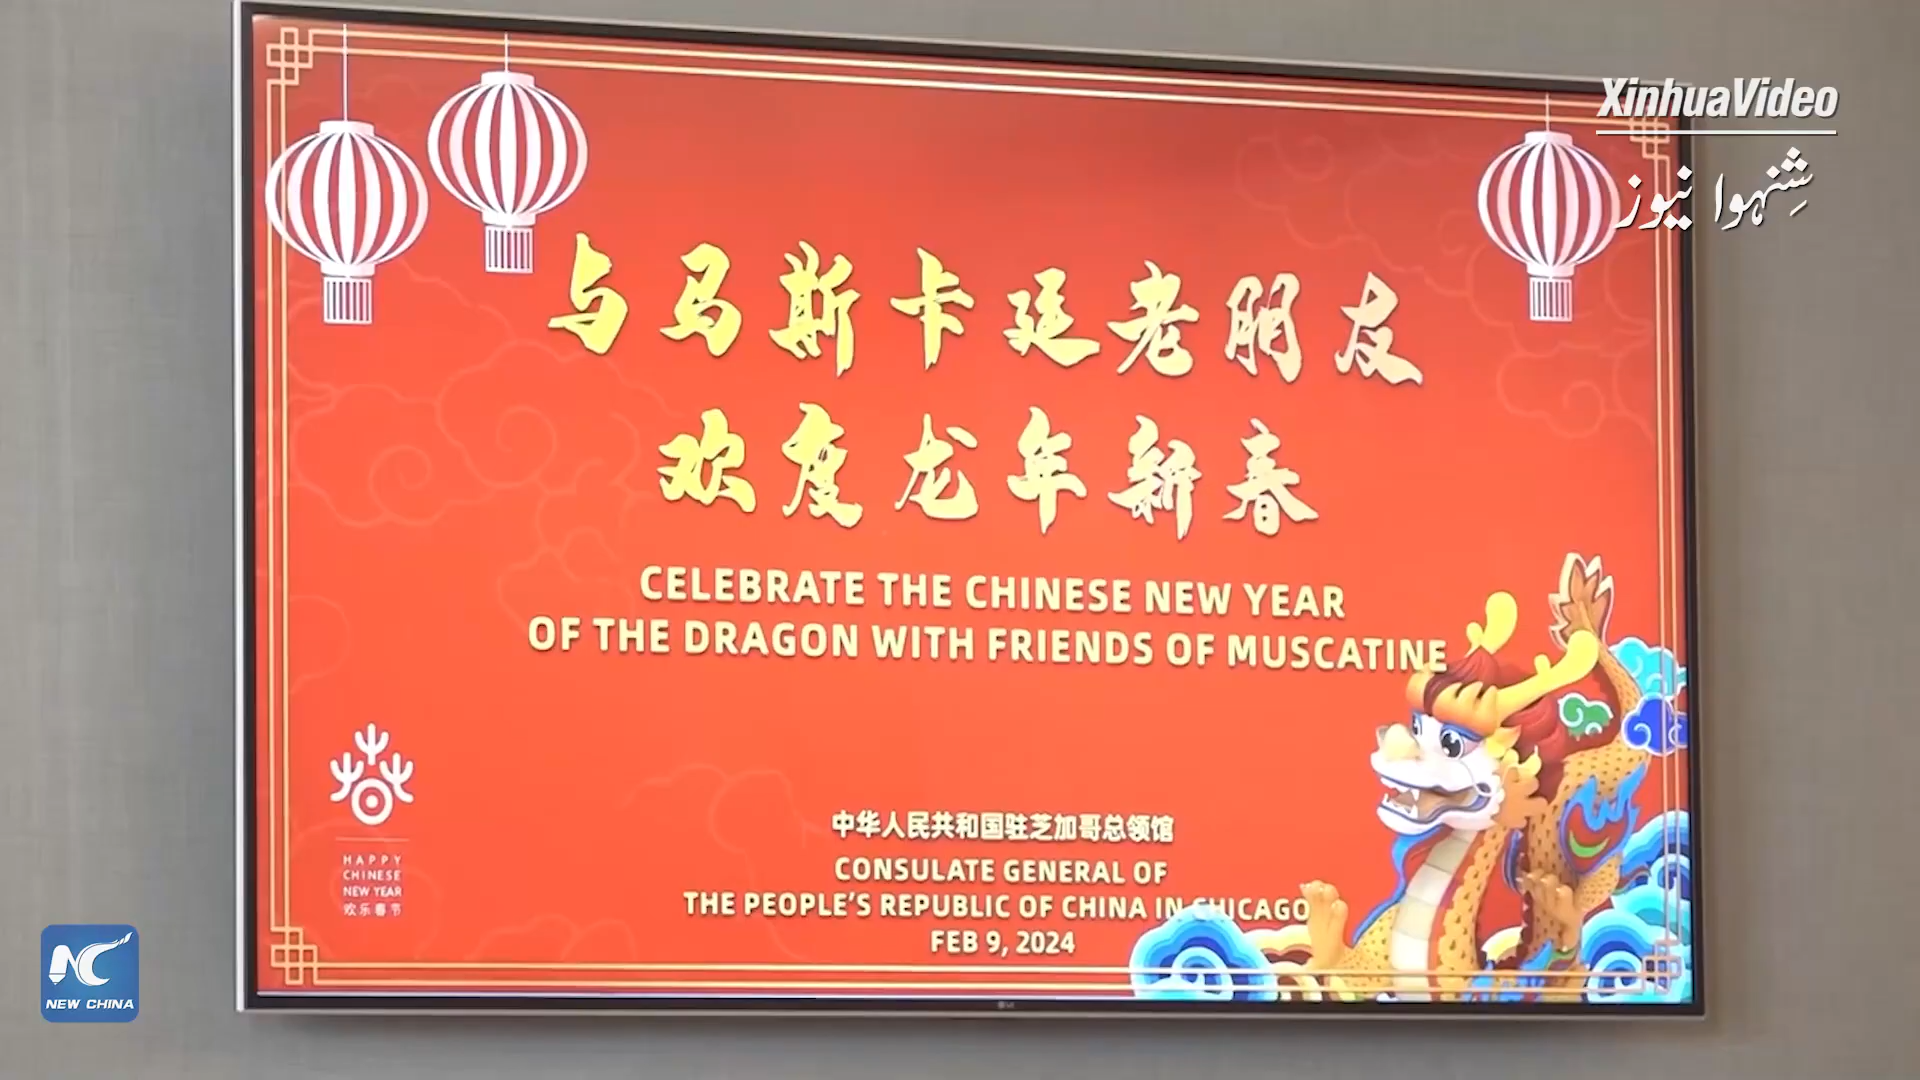 XinhuaVideo
شِنہوا نیوز
与马斯卡廷老朋友
欢度龙年新春
CELEBRATE THE CHINESE NEW YEAR
OF THE DRAGON WITH FRIENDS OF MUSCATINE
HAPPY
CHINESE
NEW YEAR
欢乐春节
中华人民共和国驻芝加哥总领馆
CONSULATE GENERAL OF
THE PEOPLE'S REPUBLIC OF CHINA IN CHICAGO
FEB 9, 2024
NC
NEW CHINA